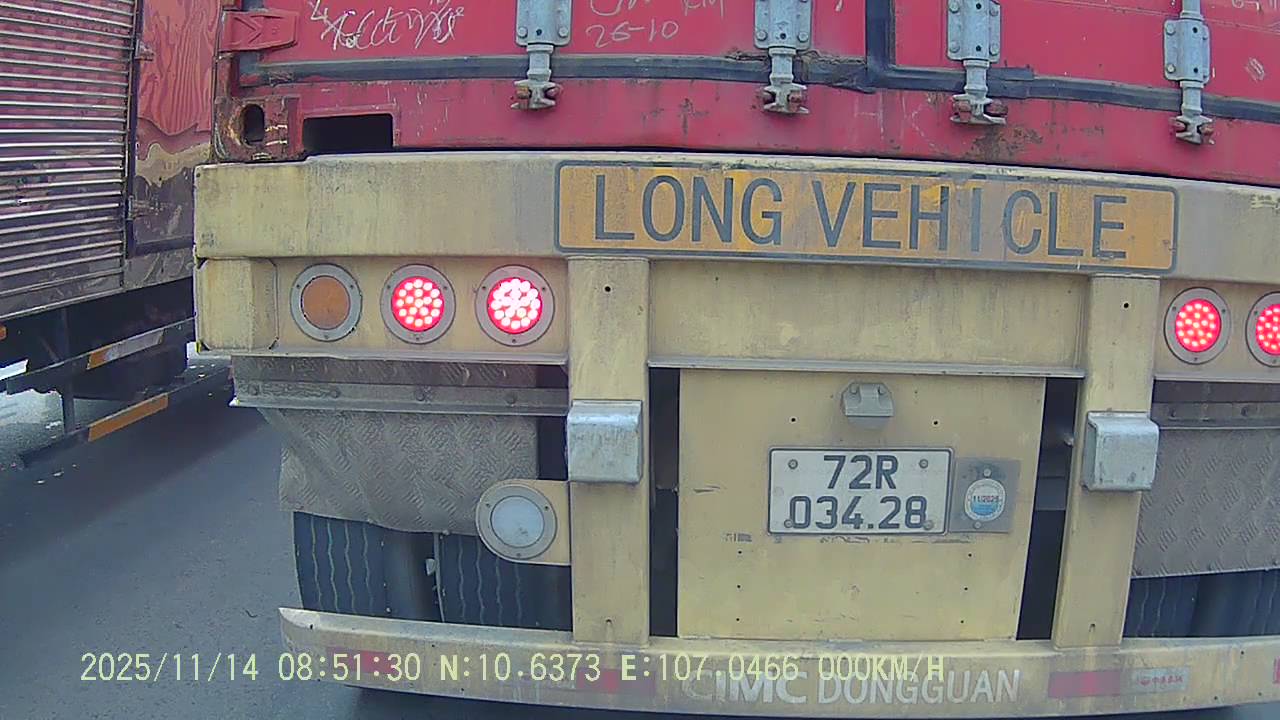 26-10
LONG VEHICLE
72R
034.28
2025/11/14 08:51:30 N:10.6373 E:107.0466 000KM/H
CIMC DONGGUAN